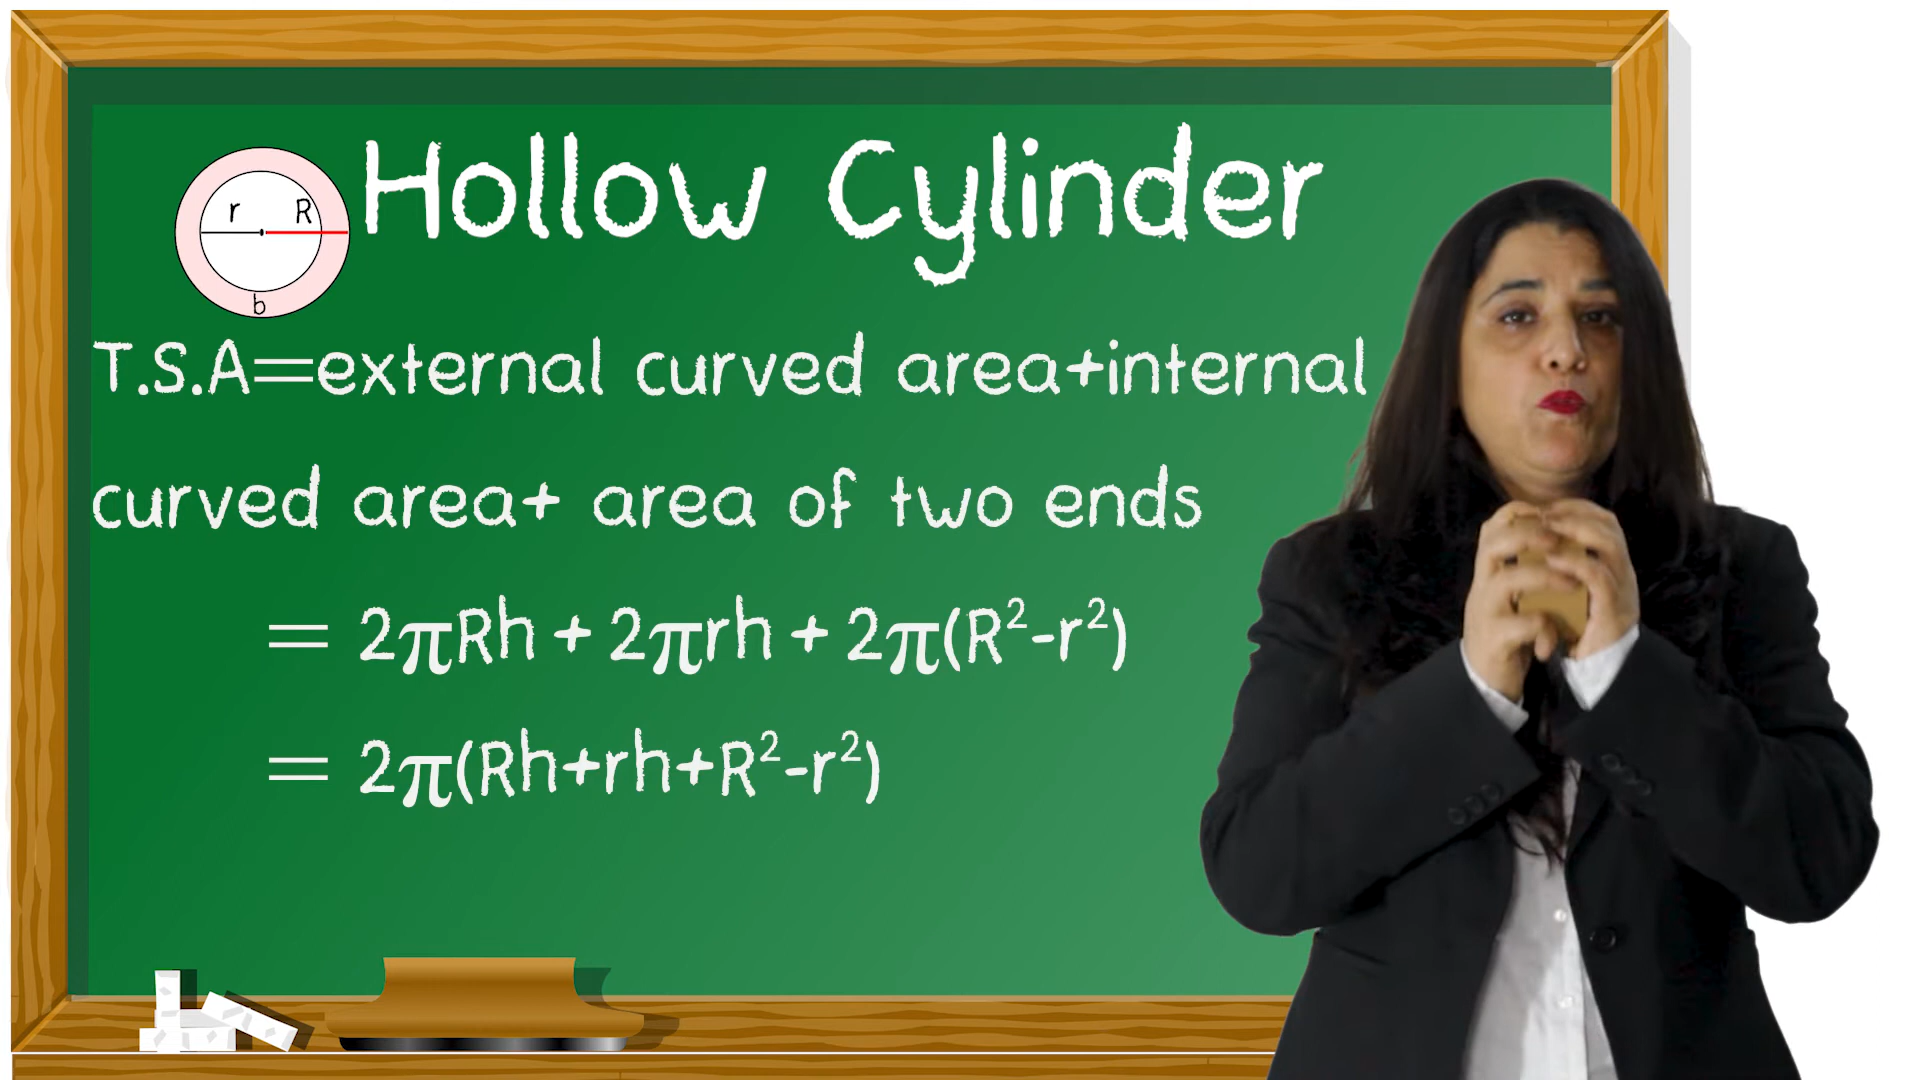 Hollow Cylinder
r R
b
T.S.A=external curved area+internal
curved area+ area of two ends
= 2πRh + 2πrh + 2π(R²-r²)
= 2π(Rh+rh+R²-r²)